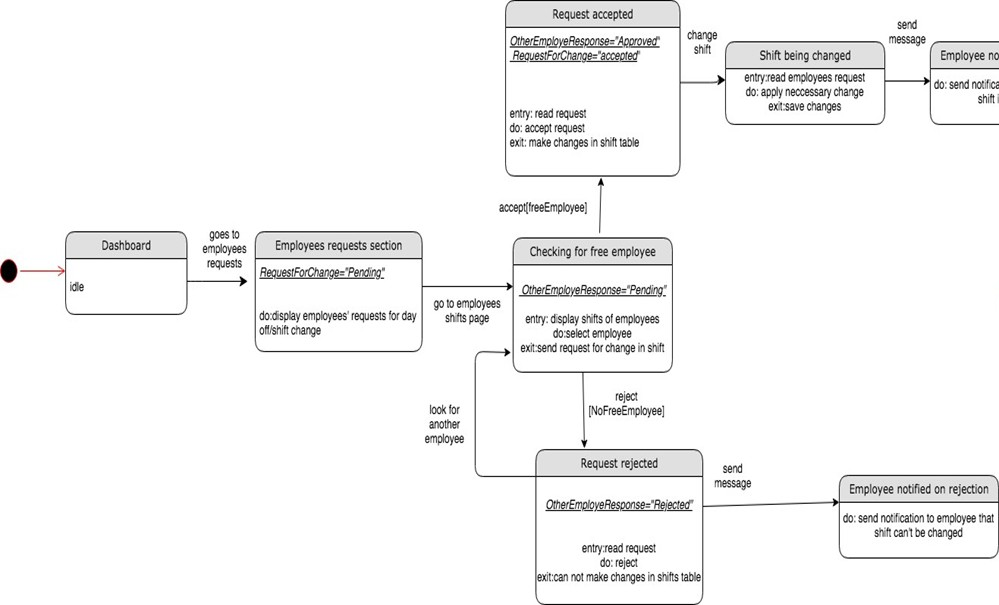 Request accepted
OtherEmployeResponse="Approved"
RequestForChange="accepted"
entry: read request
do: accept request
exit: make changes in shift table
change
shift
Shift being changed
entry:read employees request
do: apply neccessary change
exit:save changes
send
message
Employee no
do: send notifica
shift i
accept[freeEmployee]
Dashboard
idle
goes to
employees
requests
Employees requests section
RequestForChange="Pending"
do:display employees' requests for day
off/shift change
go to employees
shifts page
Checking for free employee
OtherEmployeResponse="Pending"
entry: display shifts of employees
do:select employee
exit:send request for change in shift
look for
another
employee
reject
[NoFreeEmployee]
Request rejected
OtherEmployeResponse="Rejected"
entry:read request
do: reject
exit:can not make changes in shifts table
send
message
Employee notified on rejection
do: send notification to employee that
shift can't be changed